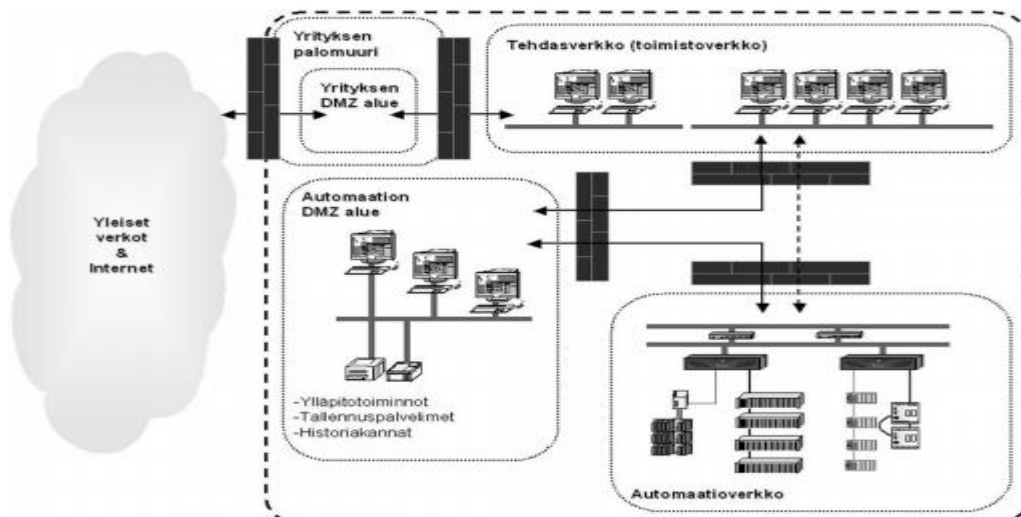 Yrityksen
palomuuri
Yrityksen
DMZ alue
Tehdasverkko (toimistoverkko)
Yleiset
verkot
&
Internet
Automaation
DMZ alue
-Ylläpitotoiminnot
-Tallennuspalvelimet
-Historiakannat
Automaatioverkko